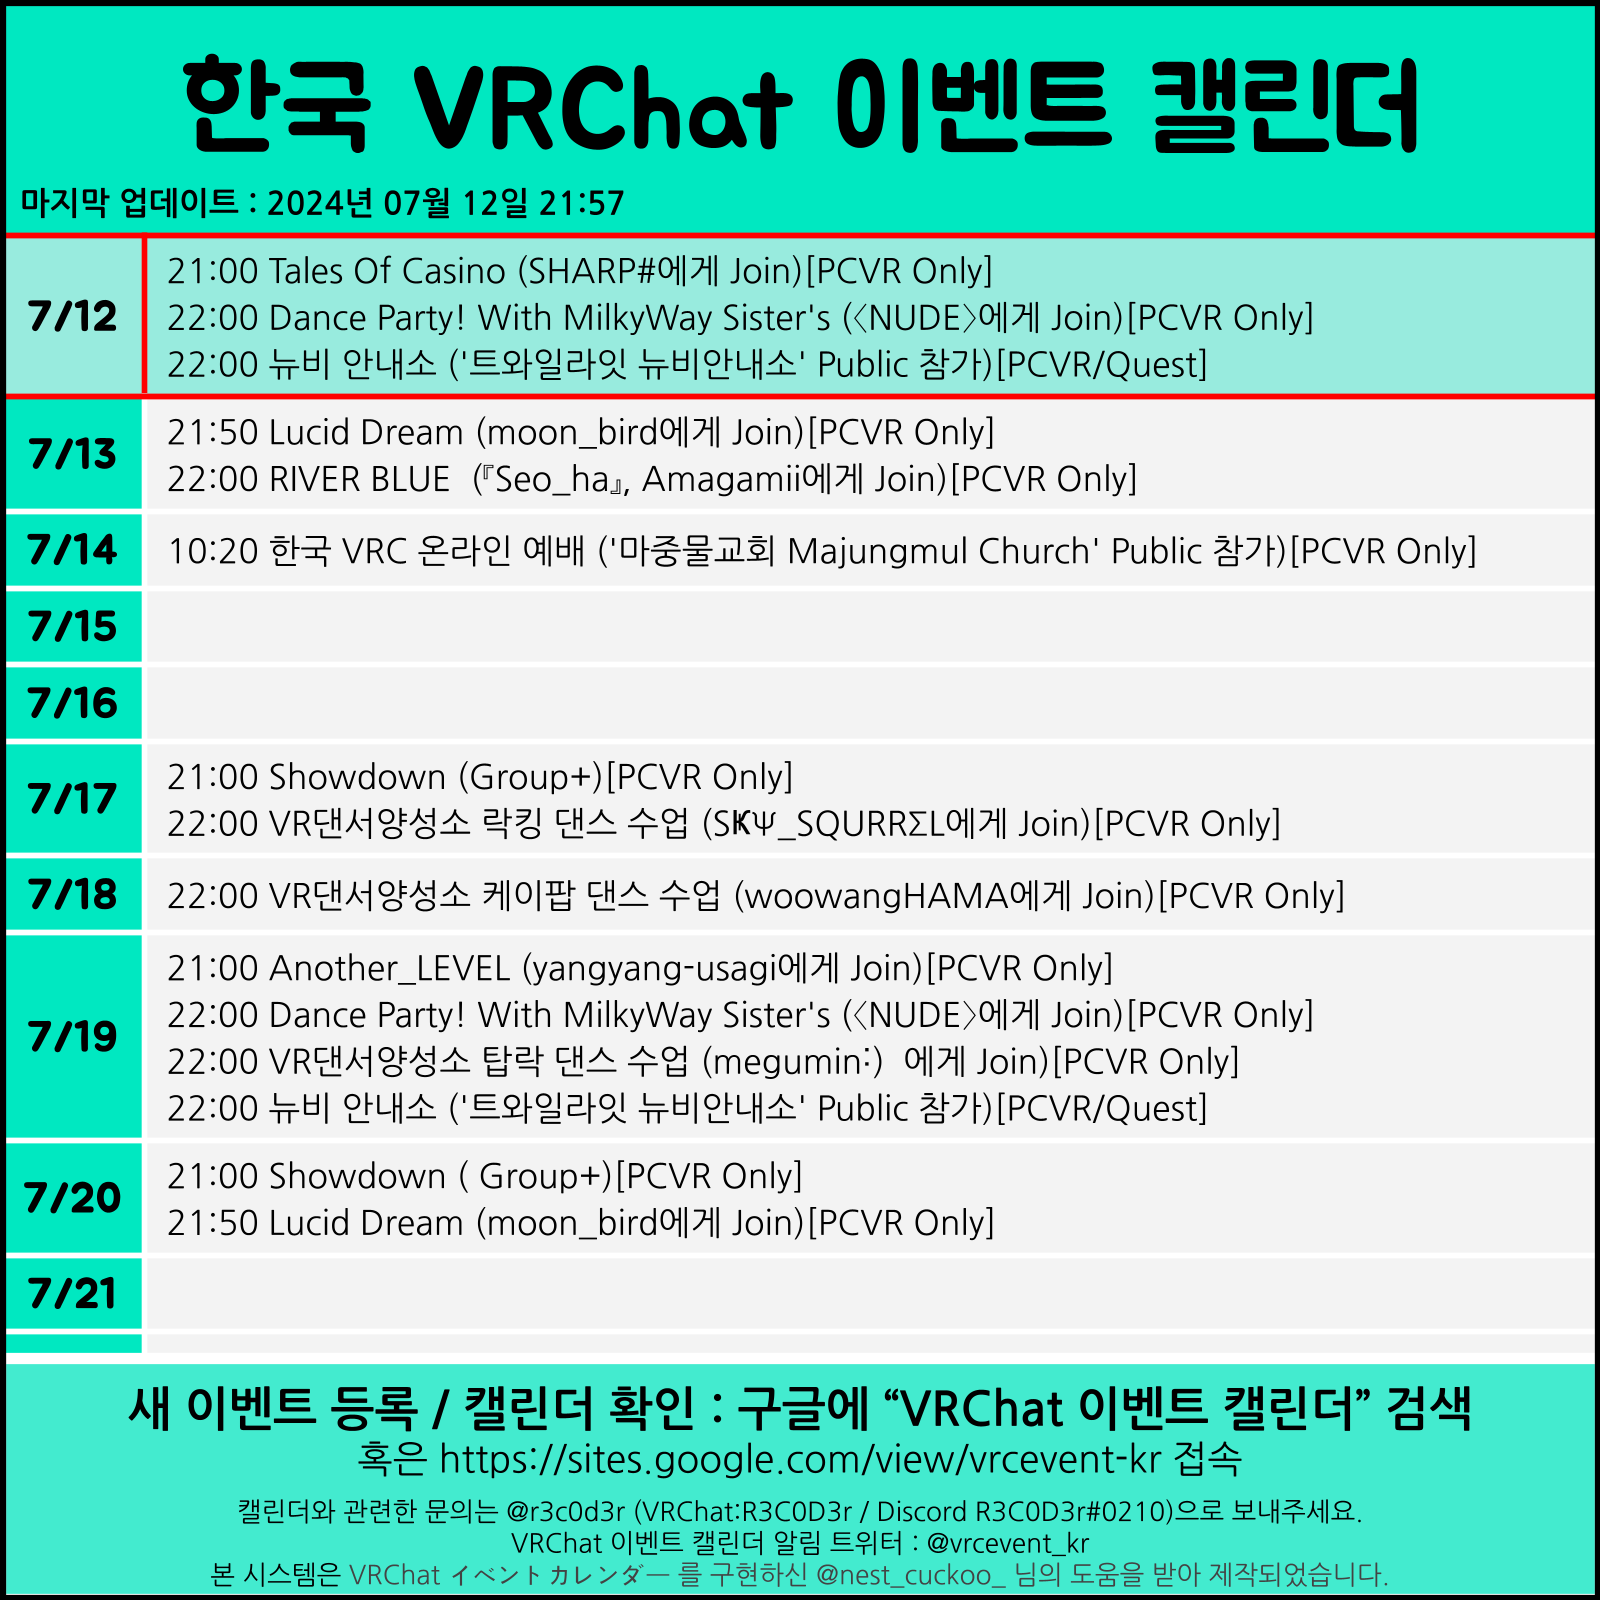 한국 VRChat 이벤트 캘린더
마지막 업데이트 : 2024년 07월 12일 21:57
7/12
21:00 Tales Of Casino (SHARP#에게 Join)[PCVR Only]
22:00 Dance Party! With MilkyWay Sister's (〈NUDE〉에게 Join)[PCVR Only]
22:00 뉴비 안내소 ('트와일라잇 뉴비안내소' Public 참가)[PCVR/Quest]
7/13
21:50 Lucid Dream (moon_bird에게 Join)[PCVR Only]
22:00 RIVER BLUE  (『Seo_ha』, Amagamii에게 Join)[PCVR Only]
7/14
10:20 한국 VRC 온라인 예배 ('마중물교회 Majungmul Church' Public 참가)[PCVR Only]
7/15
7/16
7/17
21:00 Showdown (Group+)[PCVR Only]
22:00 VR댄서양성소 락킹 댄스 수업 (SҜΨ_SQURRΣL에게 Join)[PCVR Only]
7/18
22:00 VR댄서양성소 케이팝 댄스 수업 (woowangHAMA에게 Join)[PCVR Only]
7/19
21:00 Another_LEVEL (yangyang-usagi에게 Join)[PCVR Only]
22:00 Dance Party! With MilkyWay Sister's (〈NUDE〉에게 Join)[PCVR Only]
22:00 VR댄서양성소 탑락 댄스 수업 (megumin:)  에게 Join)[PCVR Only]
22:00 뉴비 안내소 ('트와일라잇 뉴비안내소' Public 참가)[PCVR/Quest]
7/20
21:00 Showdown ( Group+)[PCVR Only]
21:50 Lucid Dream (moon_bird에게 Join)[PCVR Only]
7/21
새 이벤트 등록 / 캘린더 확인 : 구글에 “VRChat 이벤트 캘린더” 검색
혹은 https://sites.google.com/view/vrcevent-kr 접속
캘린더와 관련한 문의는 @r3c0d3r (VRChat:R3C0D3r / Discord R3C0D3r#0210)으로 보내주세요.
VRChat 이벤트 캘린더 알림 트위터 : @vrcevent_kr
본 시스템은 VRChat イベントカレンダー 를 구현하신 @nest_cuckoo_ 님의 도움을 받아 제작되었습니다.